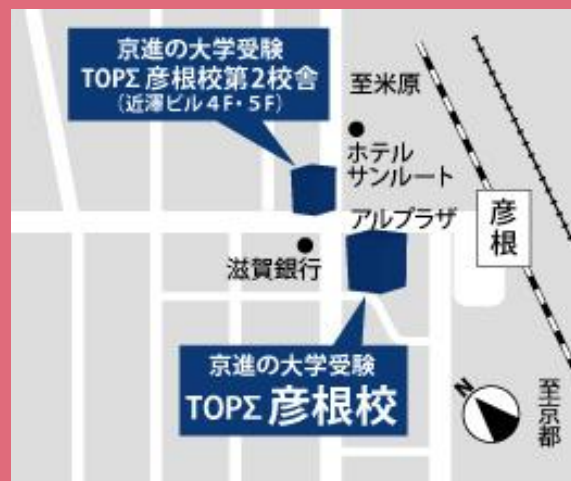 京進の大学受験
TOPΣ 彦根校第2校舎
（近澤ビル4F・5F）
至米原
ホテル
サンルート
アルプラザ
彦根
滋賀銀行
京進の大学受験
TOPΣ 彦根校
N
至京都